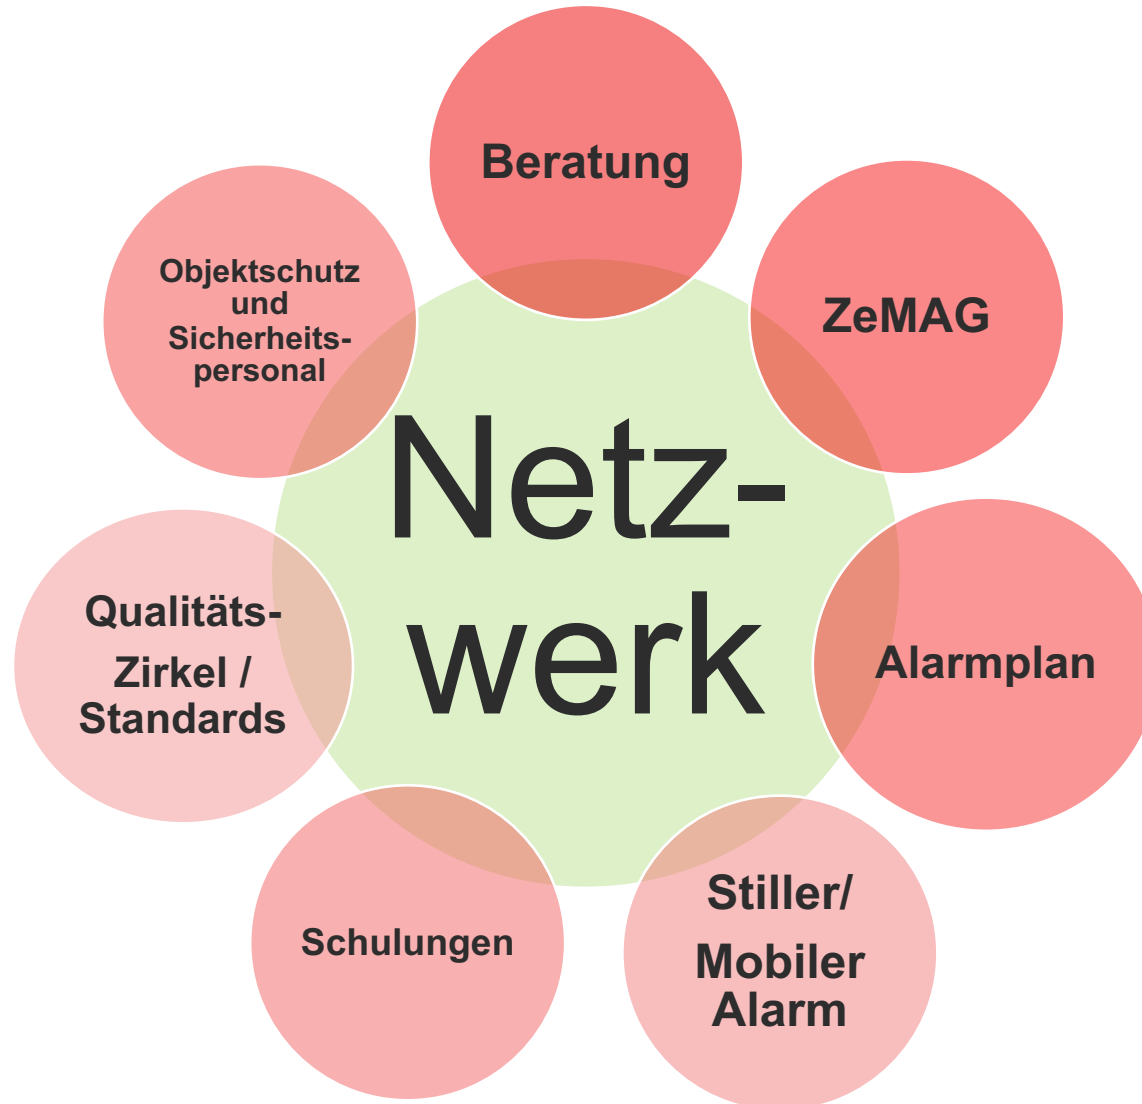 Beratung
ZeMAG
Alarmplan
Stiller/
Mobiler
Alarm
Schulungen
Qualitäts-
Zirkel /
Standards
Objektschutz
und
Sicherheits-
personal
Netz-
werk